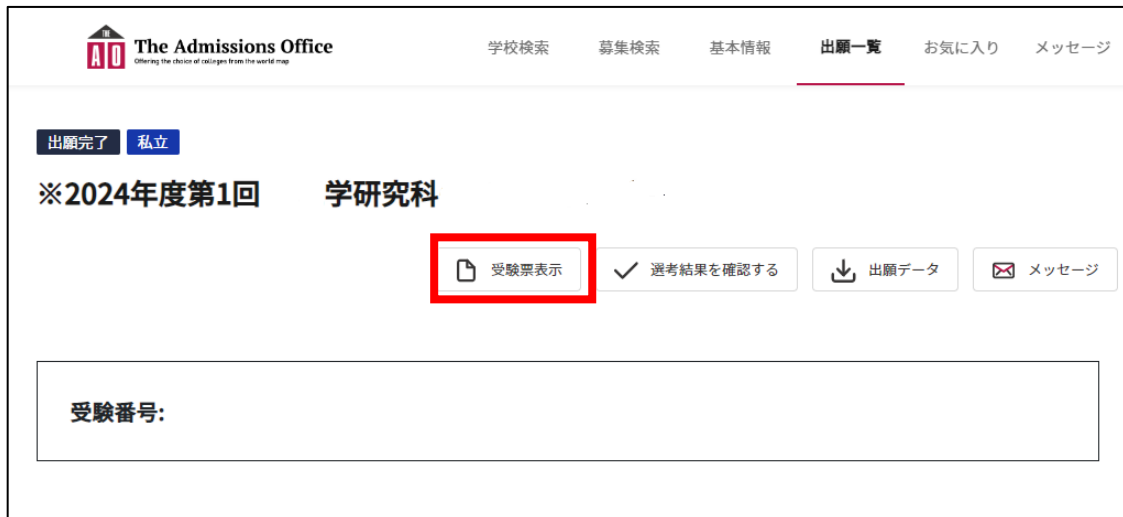 THE
AO
The Admissions Office
Offering the choice of colleges from the world map
学校検索 募集検索 基本情報 出願一覧 お気に入り メッセージ
出願完了 私立
※2024年度第1回 学研究科
受験票表示 選考結果を確認する 出願データ メッセージ
受験番号: